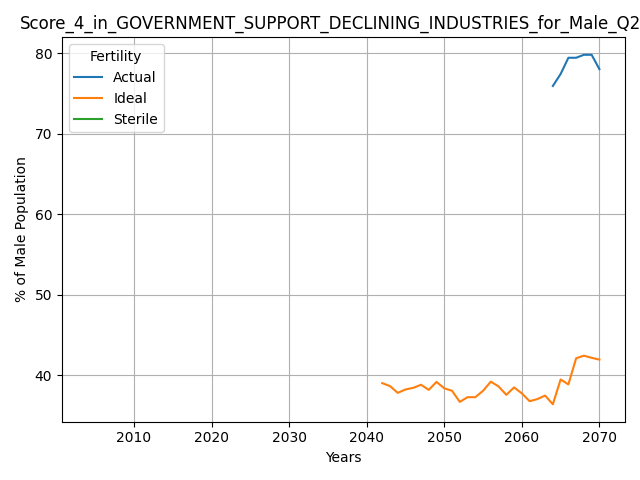 Score_4_in_GOVERNMENT_SUPPORT_DECLINING_INDUSTRIES_for_Male_Q2
Fertility
Actual
Ideal
Sterile
% of Male Population
80
70
60
50
40
2010 2020 2030 2040 2050 2060 2070
Years